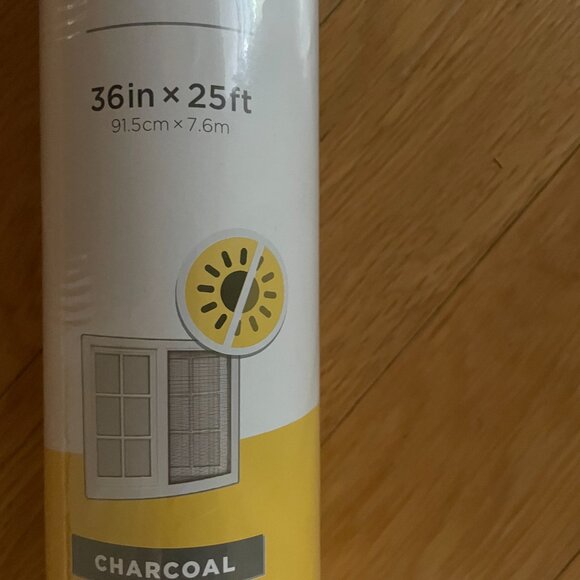 36in × 25ft
91.5cm × 7.6m
CHARCOAL